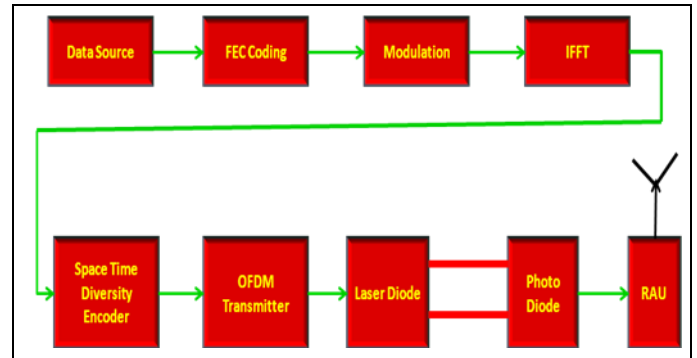 Data Source
FEC Coding
Modulation
IFFT
Space Time
Diversity
Encoder
OFDM
Transmitter
Laser Diode
Photo
Diode
RAU